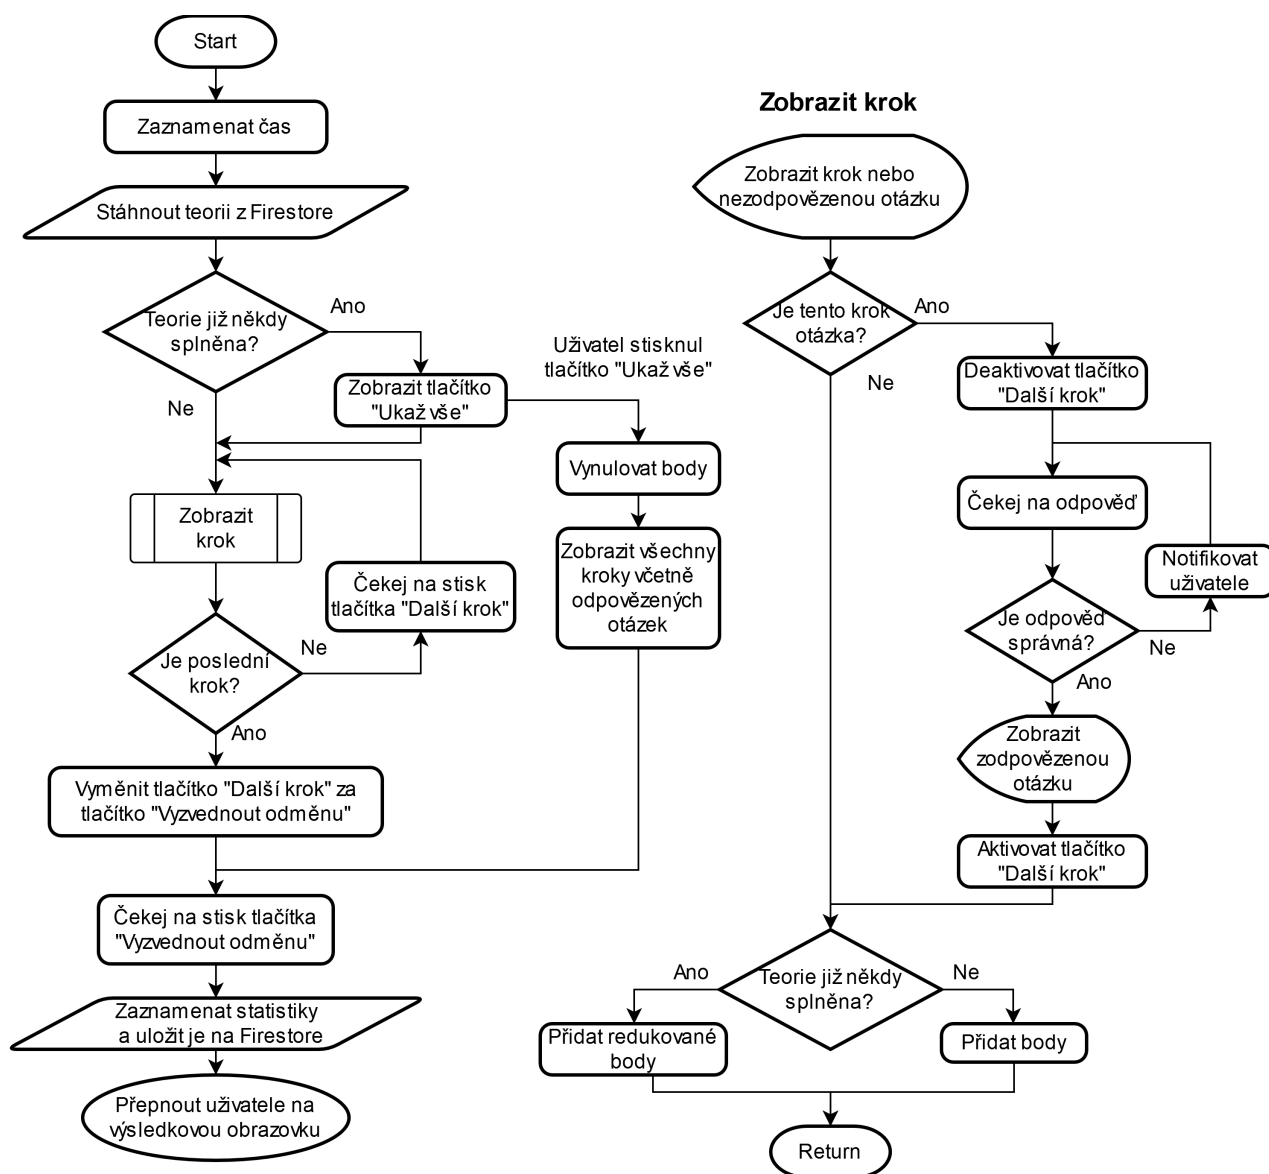 Start
Zaznamenat čas
Stáhnout teorii z Firestore
Teorie již někdy
splněna?
Ano
Ne
Zobrazit tlačítko
"Ukaž vše"
Uživatel stisknul
tlačítko "Ukaž vše"
Vynulovat body
Zobrazit všechny
kroky včetně
odpovězených
otázek
Zobrazit
krok
Čekej na stisk
tlačítka "Další krok"
Je poslední
krok?
Ne
Ano
Vyměnit tlačítko "Další krok" za
tlačítko "Vyzvednout odměnu"
Čekej na stisk tlačítka
"Vyzvednout odměnu"
Zaznamenat statistiky
a uložit je na Firestore
Přepnout uživatele na
výsledkovou obrazovku
Zobrazit krok
Zobrazit krok nebo
nezodpovězenou otázku
Je tento krok
otázka?
Ano
Ne
Deaktivovat tlačítko
"Další krok"
Čekej na odpověď
Notifikovat
uživatele
Je odpověd
správná?
Ne
Ano
Zobrazit
zodpovězenou
otázku
Aktivovat tlačítko
"Další krok"
Teorie již někdy
splněna?
Ano
Ne
Přidat redukované
body
Přidat body
Return